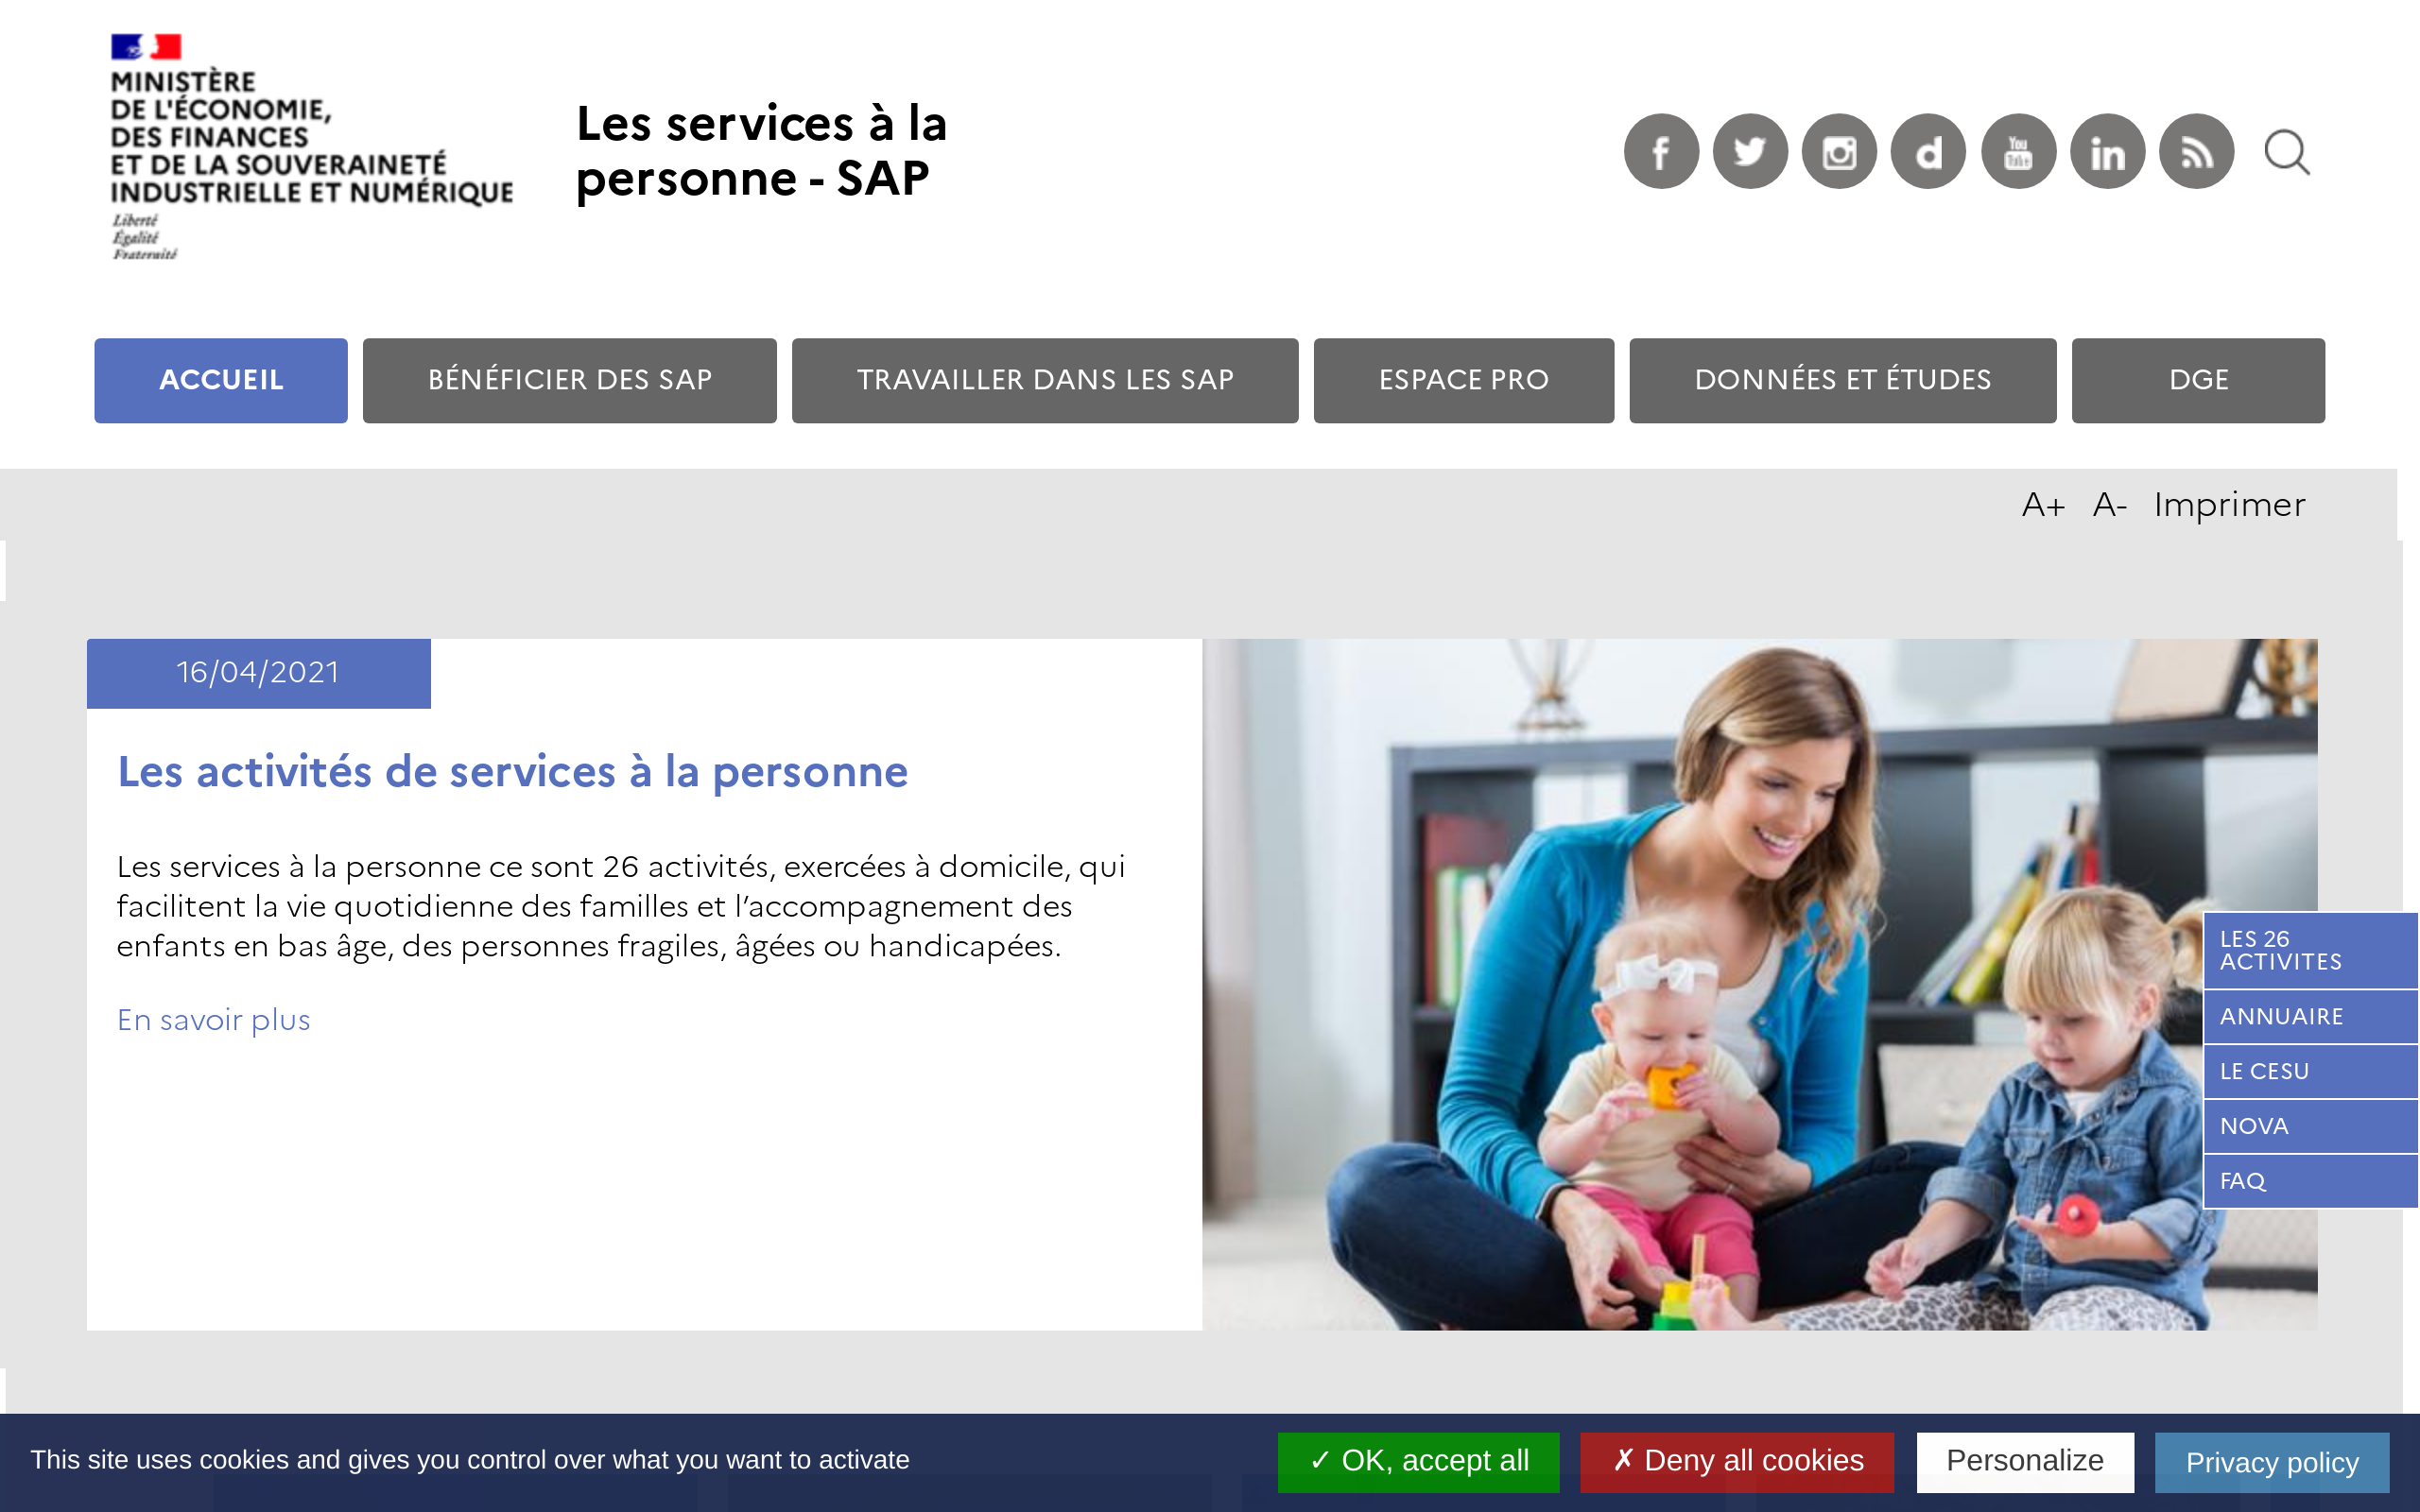 MINISTÈRE
DE L'ÉCONOMIE,
DES FINANCES
ET DE LA SOUVERAINETÉ
INDUSTRIELLE ET NUMÉRIQUE
Liberté
Égalité
Fraternité
Les services à la
personne - SAP
You
Tube
ACCUEIL
BÉNÉFICIER DES SAP
TRAVAILLER DANS LES SAP
ESPACE PRO
DONNÉES ET ÉTUDES
DGE
A+ A- Imprimer
16/04/2021
Les activités de services à la personne
Les services à la personne ce sont 26 activités, exercées à domicile, qui
facilitent la vie quotidienne des familles et l’accompagnement des
enfants en bas âge, des personnes fragiles, âgées ou handicapées.
En savoir plus
LES 26
ACTIVITES
ANNUAIRE
LE CESU
NOVA
FAQ
This site uses cookies and gives you control over what you want to activate
✓ OK, accept all
✗ Deny all cookies
Personalize
Privacy policy